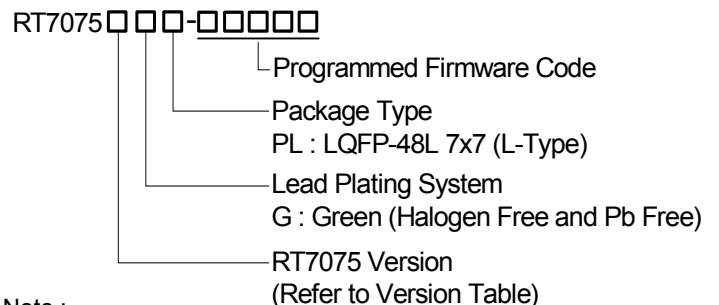 RT7075□□□-□□□□□
Programmed Firmware Code
Package Type
PL : LQFP-48L 7x7 (L-Type)
Lead Plating System
G : Green (Halogen Free and Pb Free)
RT7075 Version
(Refer to Version Table)
Note :